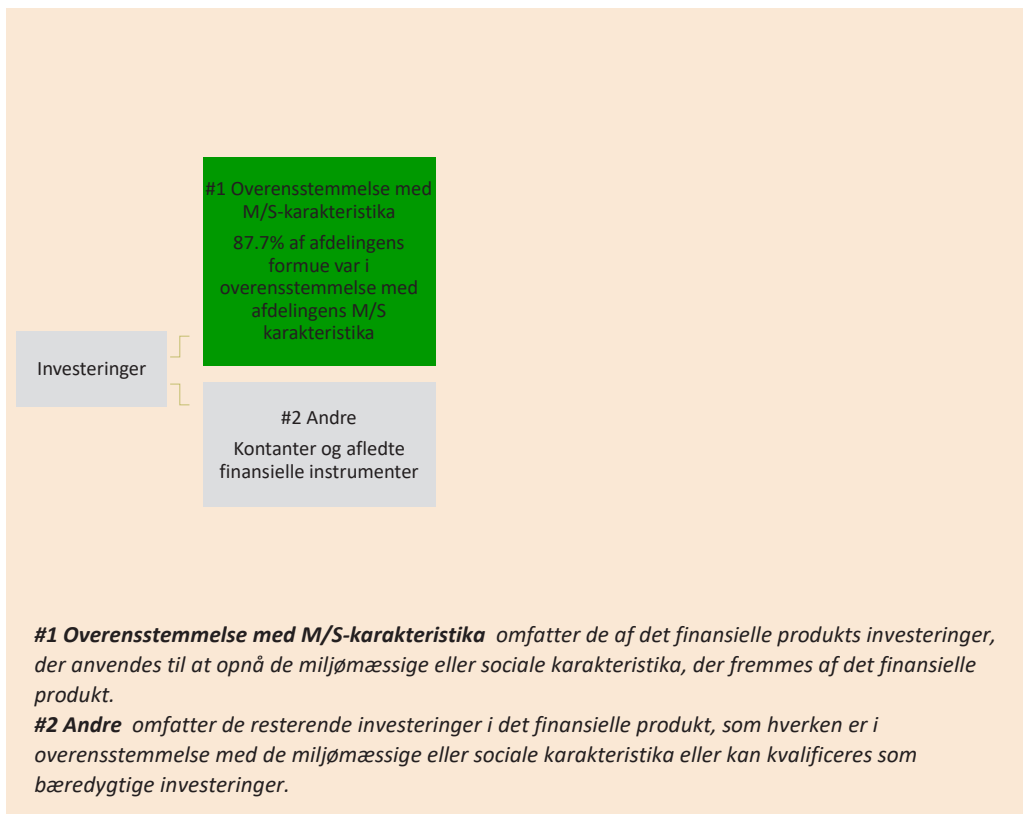 #1 Overensstemmelse med
M/S-karakteristika
87.7% af afdelingens
formue var i
overensstemmelse med
afdelingens M/S
karakteristika
Investeringer
#2 Andre
Kontanter og afledte
finansielle instrumenter
#1 Overensstemmelse med M/S-karakteristika omfatter de af det finansielle produkts investeringer,
der anvendes til at opnå de miljømæssige eller sociale karakteristika, der fremmes af det finansielle
produkt.
#2 Andre omfatter de resterende investeringer i det finansielle produkt, som hverken er i
overensstemmelse med de miljømæssige eller sociale karakteristika eller kan kvalificeres som
bæredygtige investeringer.